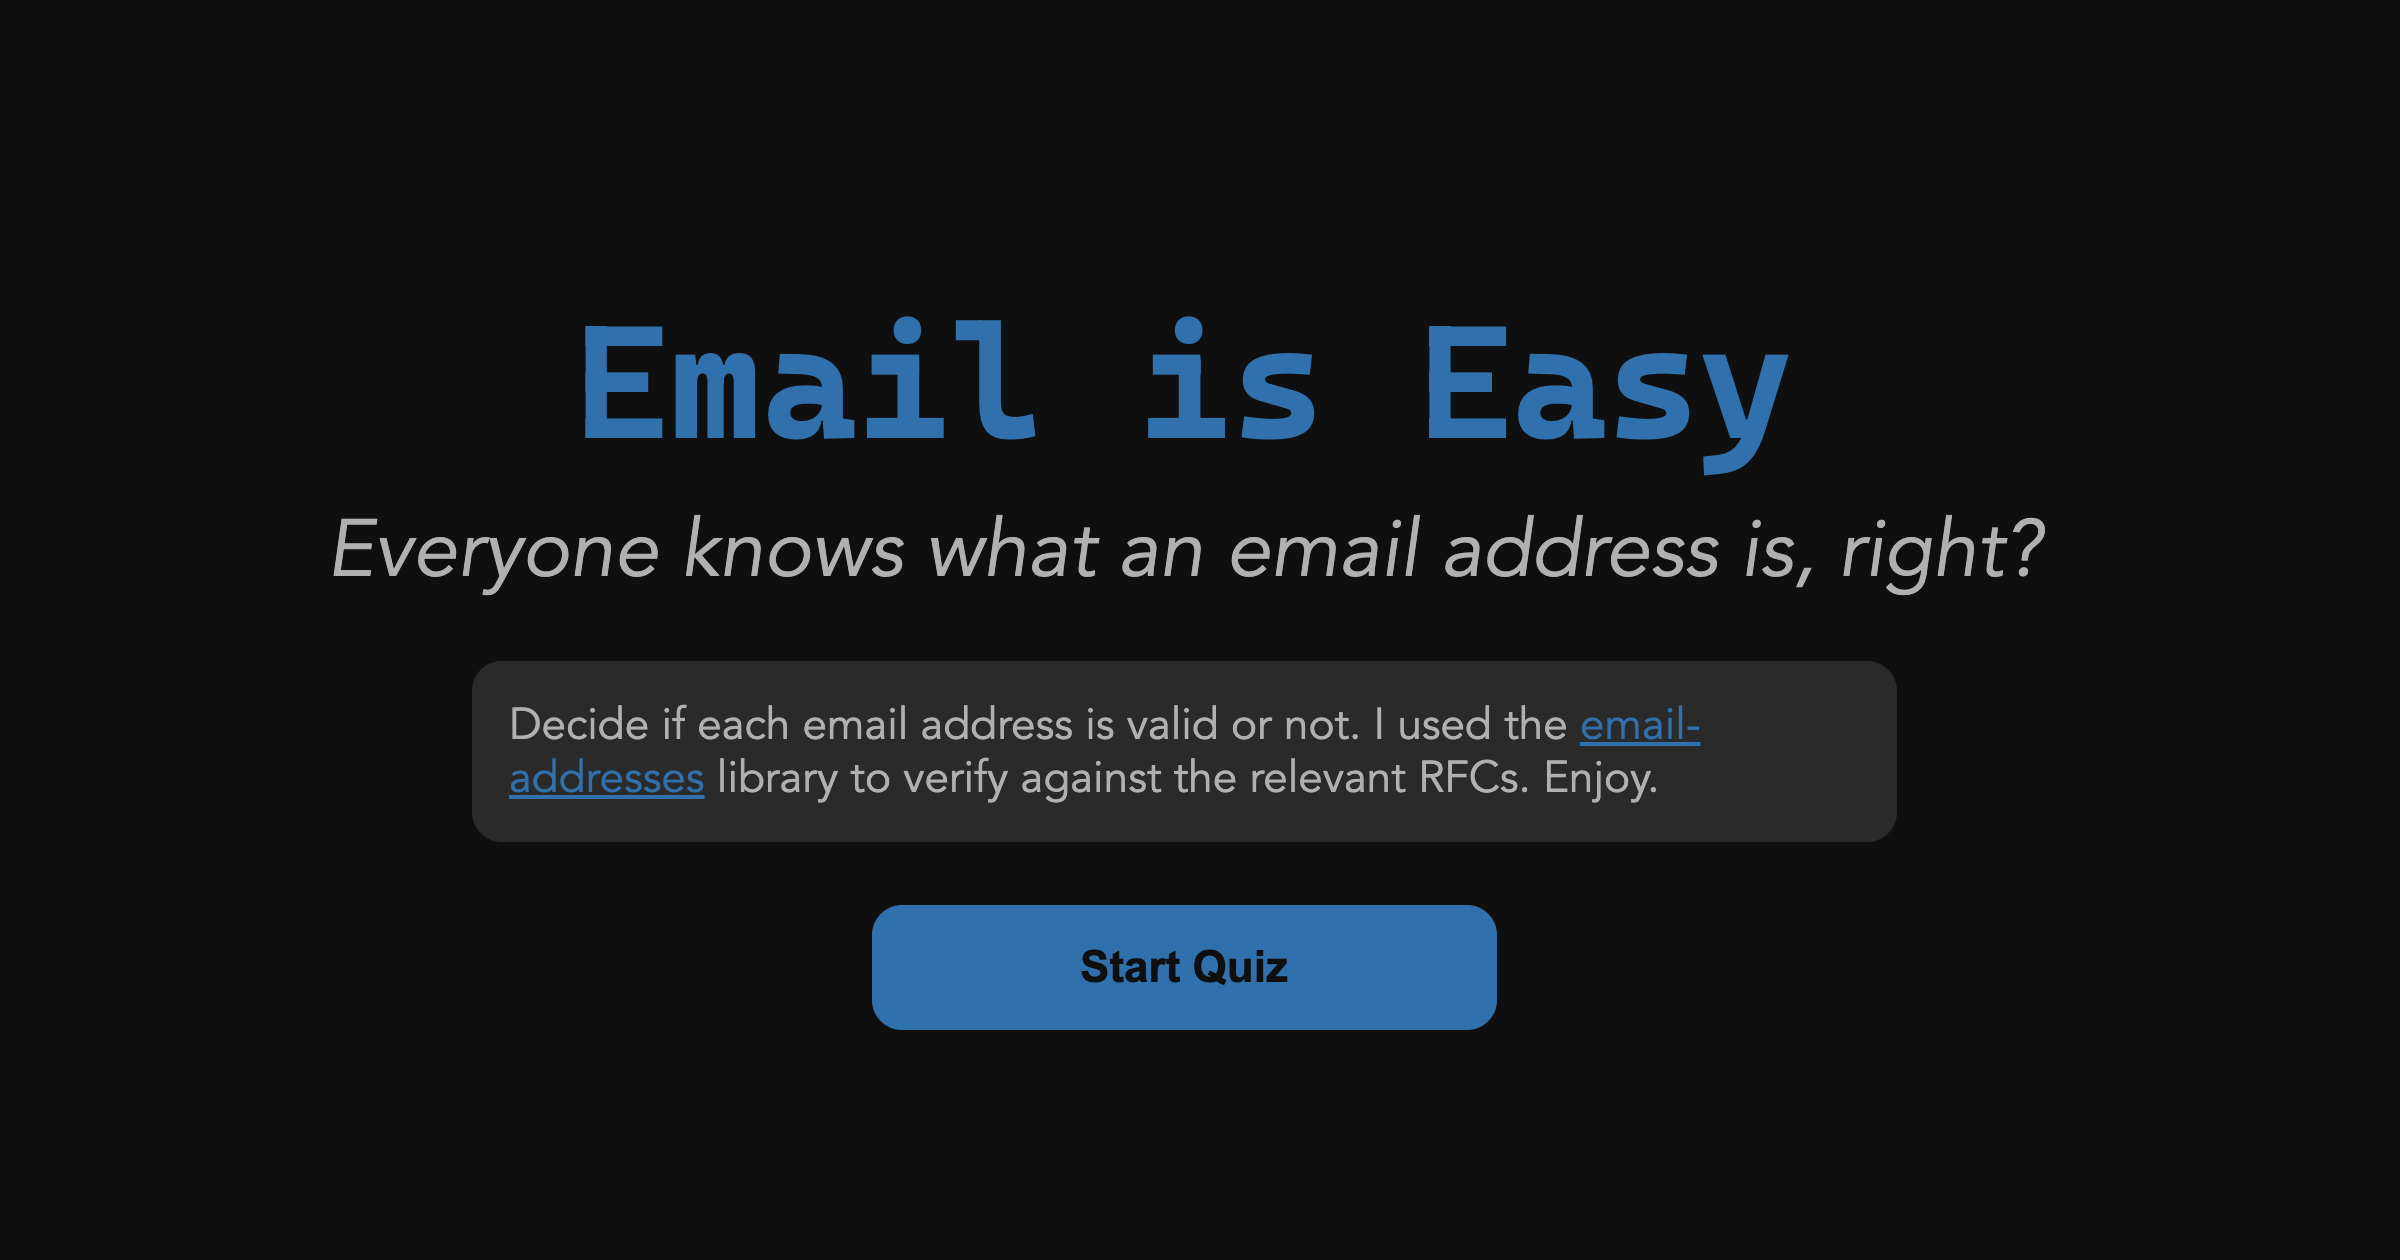 Email is Easy
Everyone knows what an email address is, right?
Decide if each email address is valid or not. I used the email-
addresses library to verify against the relevant RFCs. Enjoy.
Start Quiz